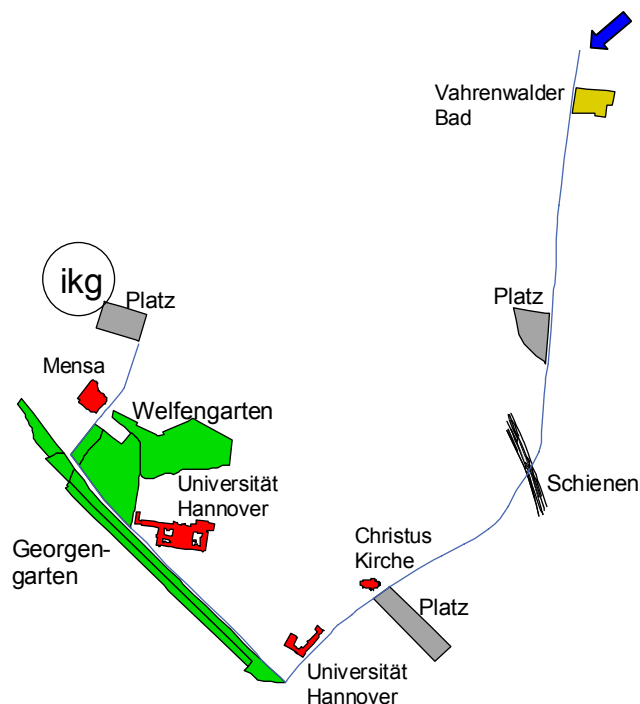 Vahrenwalder
Bad
ikg
Platz
Platz
Mensa
Welfengarten
Universität
Hannover
Schienen
Georgen-
garten
Christus
Kirche
Platz
Universität
Hannover